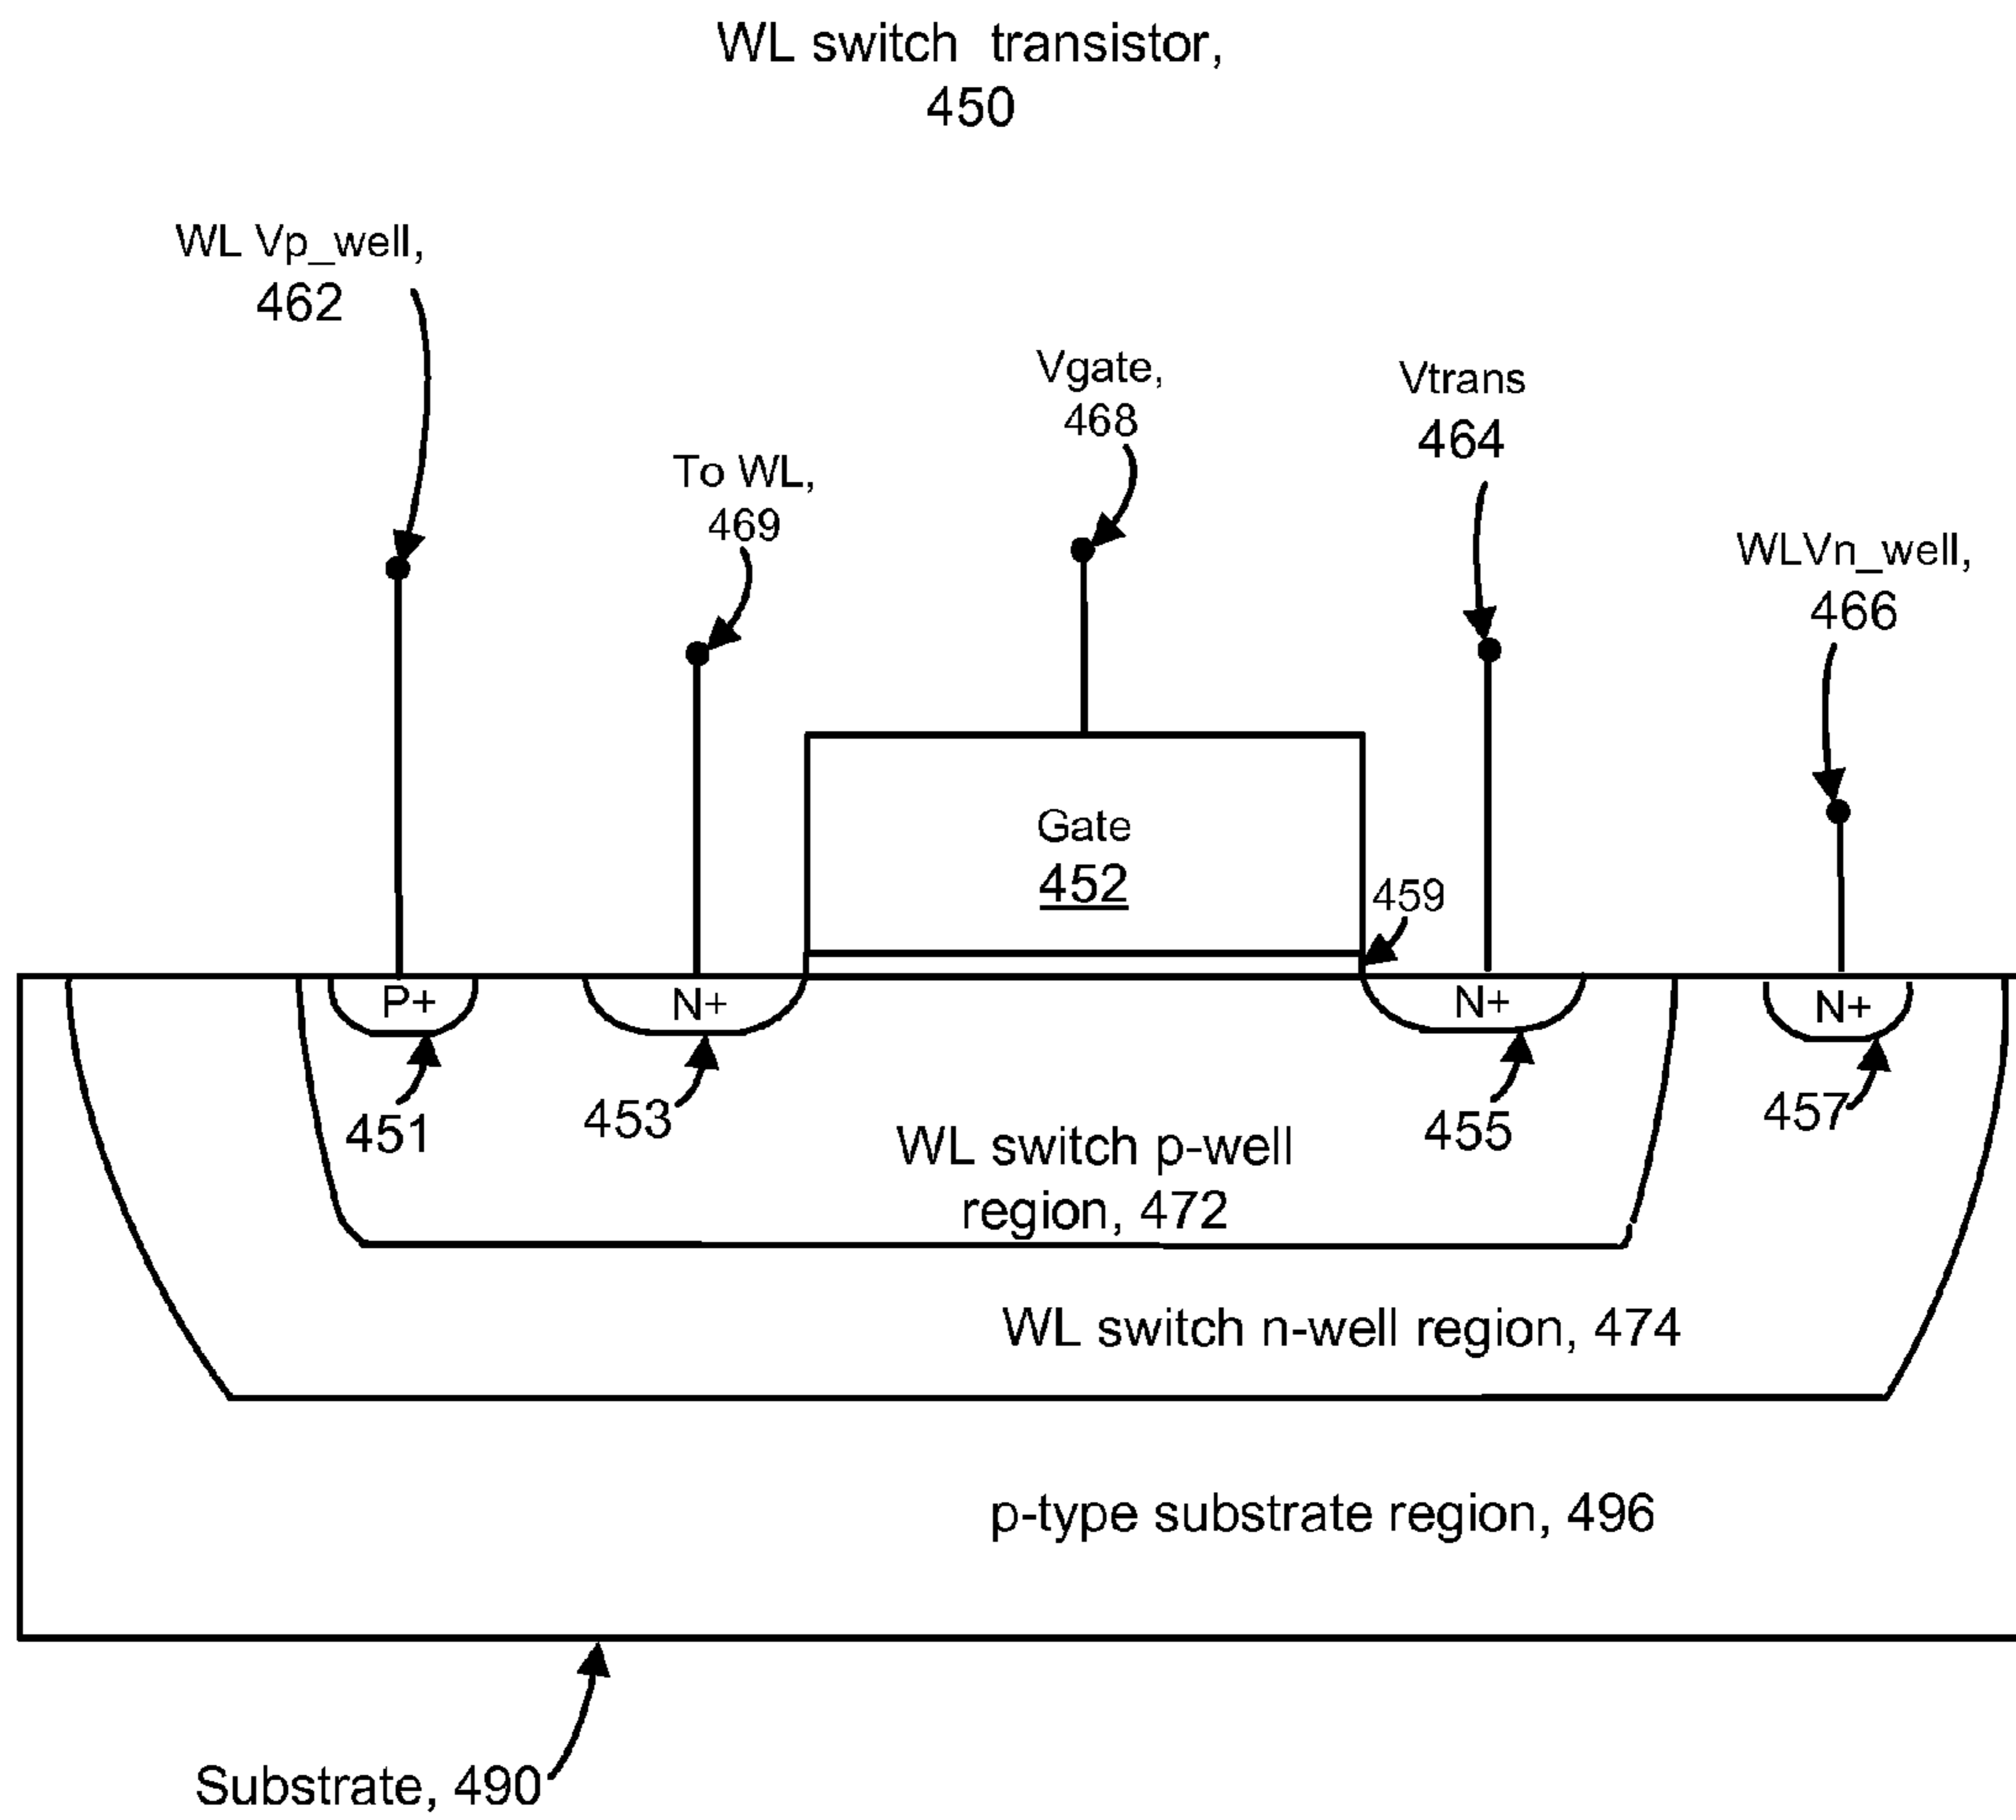 WL switch transistor,
450
WL Vp_well,
462
Vgate,
468
Vtrans
464
To WL,
469
WLVn_well,
466
Gate
452
459
P+
N+
N+
N+
451
453
455
457
WL switch p-well
region, 472
WL switch n-well region, 474
p-type substrate region, 496
Substrate, 490